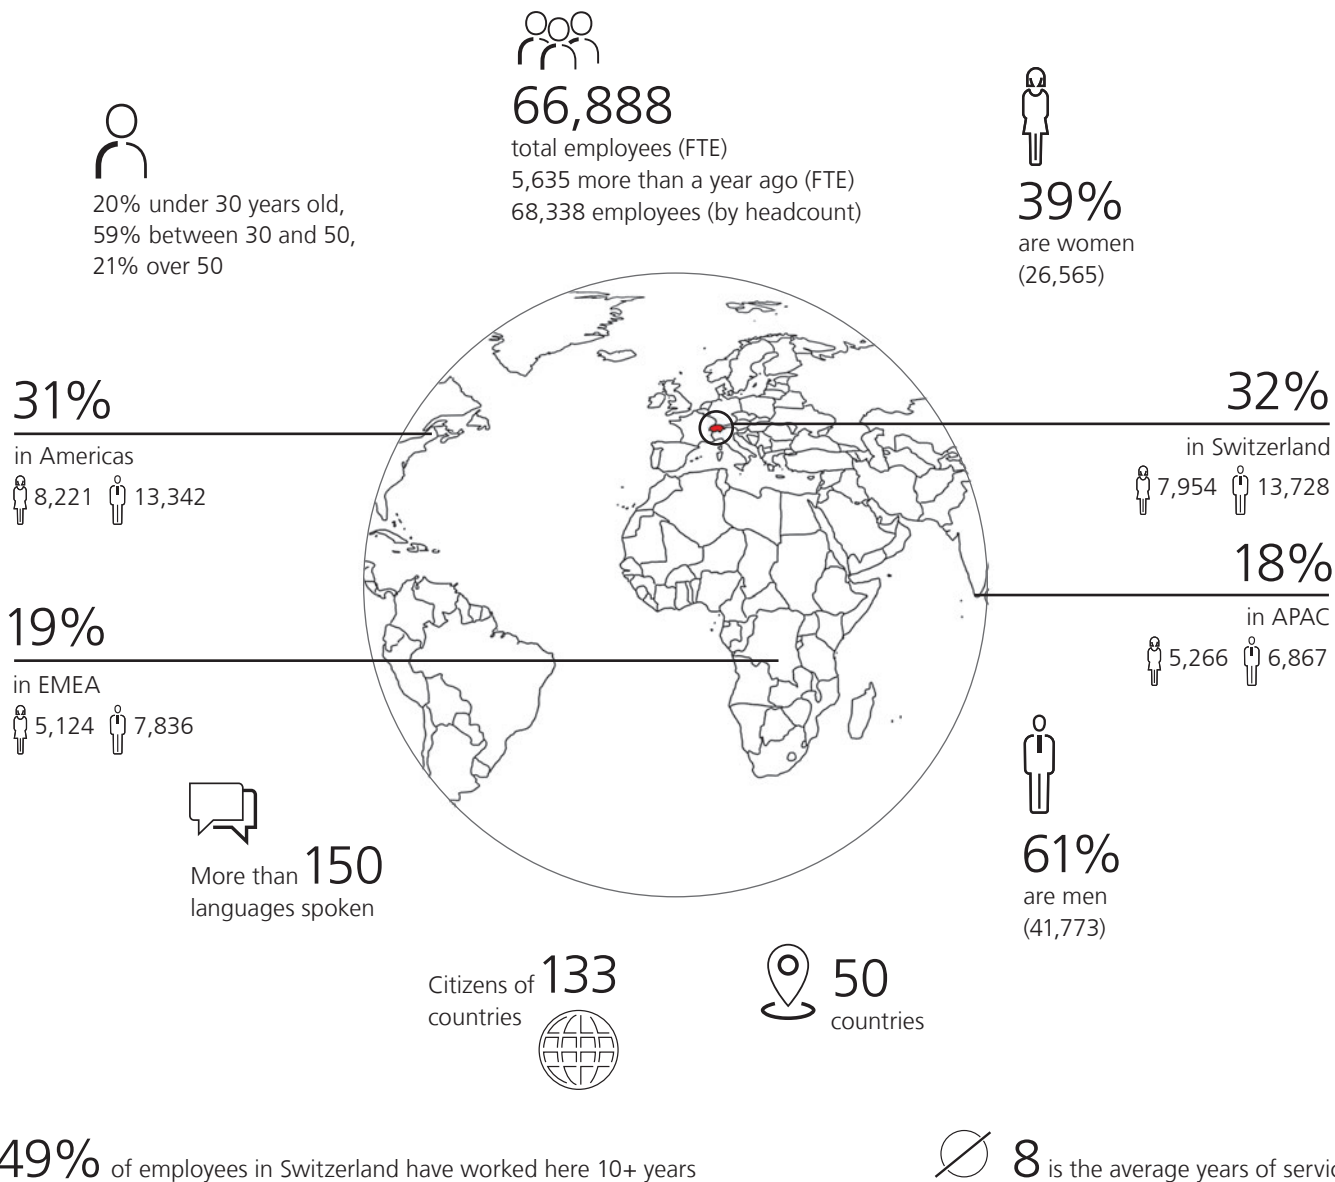 66,888
total employees (FTE)
5,635 more than a year ago (FTE)
68,338 employees (by headcount)
20% under 30 years old,
59% between 30 and 50,
21% over 50
39%
are women
(26,565)
31%
in Americas
8,221 13,342
32%
in Switzerland
7,954 13,728
18%
in APAC
5,266 6,867
19%
in EMEA
5,124 7,836
More than 150
languages spoken
61%
are men
(41,773)
Citizens of 133
countries
50
countries
49% of employees in Switzerland have worked here 10+ years
8 is the average years of